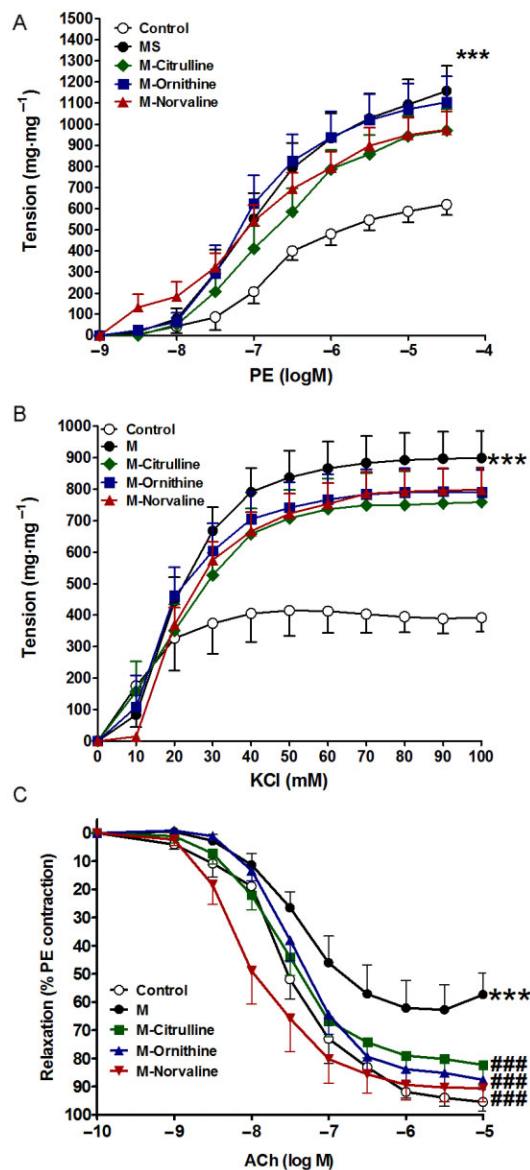 A
Control
MS
M-Citrulline
M-Ornithine
M-Norvaline
***
1500
1400
1300
1200
1100
1000
900
800
700
600
500
400
300
200
100
0
Tension (mg·mg⁻¹)
−9 −8 −7 −6 −5 −4
PE (logM)
B
Control
M
M-Citrulline
M-Ornithine
M-Norvaline
***
1000
900
800
700
600
500
400
300
200
100
0
Tension (mg·mg⁻¹)
0 10 20 30 40 50 60 70 80 90 100
KCl (mM)
C
0
10
20
30
40
50
60
70
80
90
100
Relaxation (% PE contraction)
Control
M
M-Citrulline
M-Ornithine
M-Norvaline
***
###
###
###
−10 −9 −8 −7 −6 −5
ACh (log M)